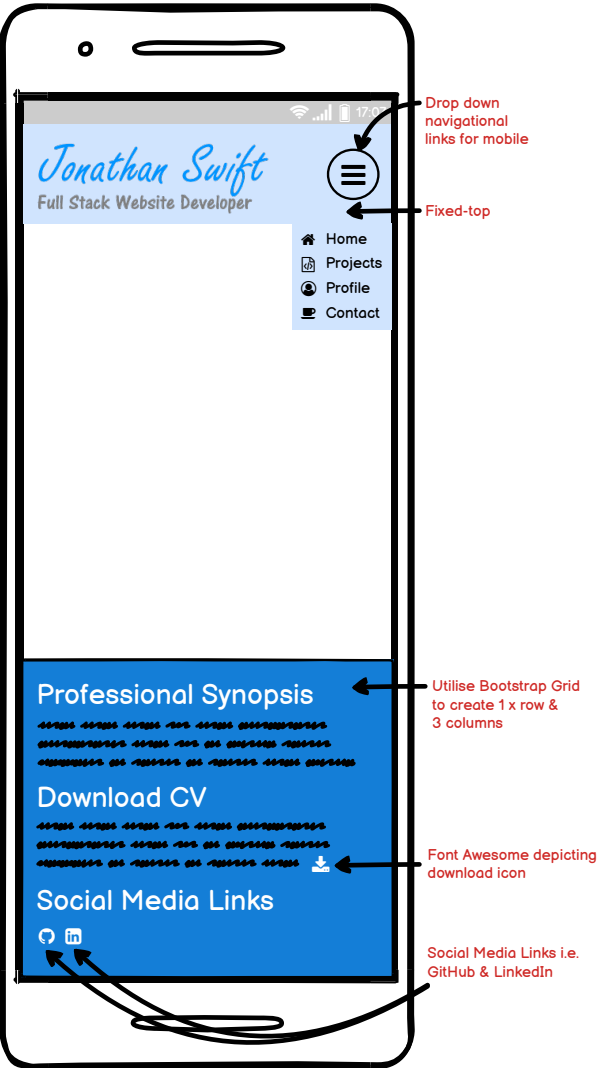 17:07
Drop down
navigational
links for mobile
Jonathan Swift
Full Stack Website Developer
Fixed-top
Home
Projects
Profile
Contact
Professional Synopsis
Utilise Bootstrap Grid
to create 1 x row &
3 columns
Download CV
Font Awesome depicting
download icon
Social Media Links
in
Social Media Links i.e.
GitHub & LinkedIn